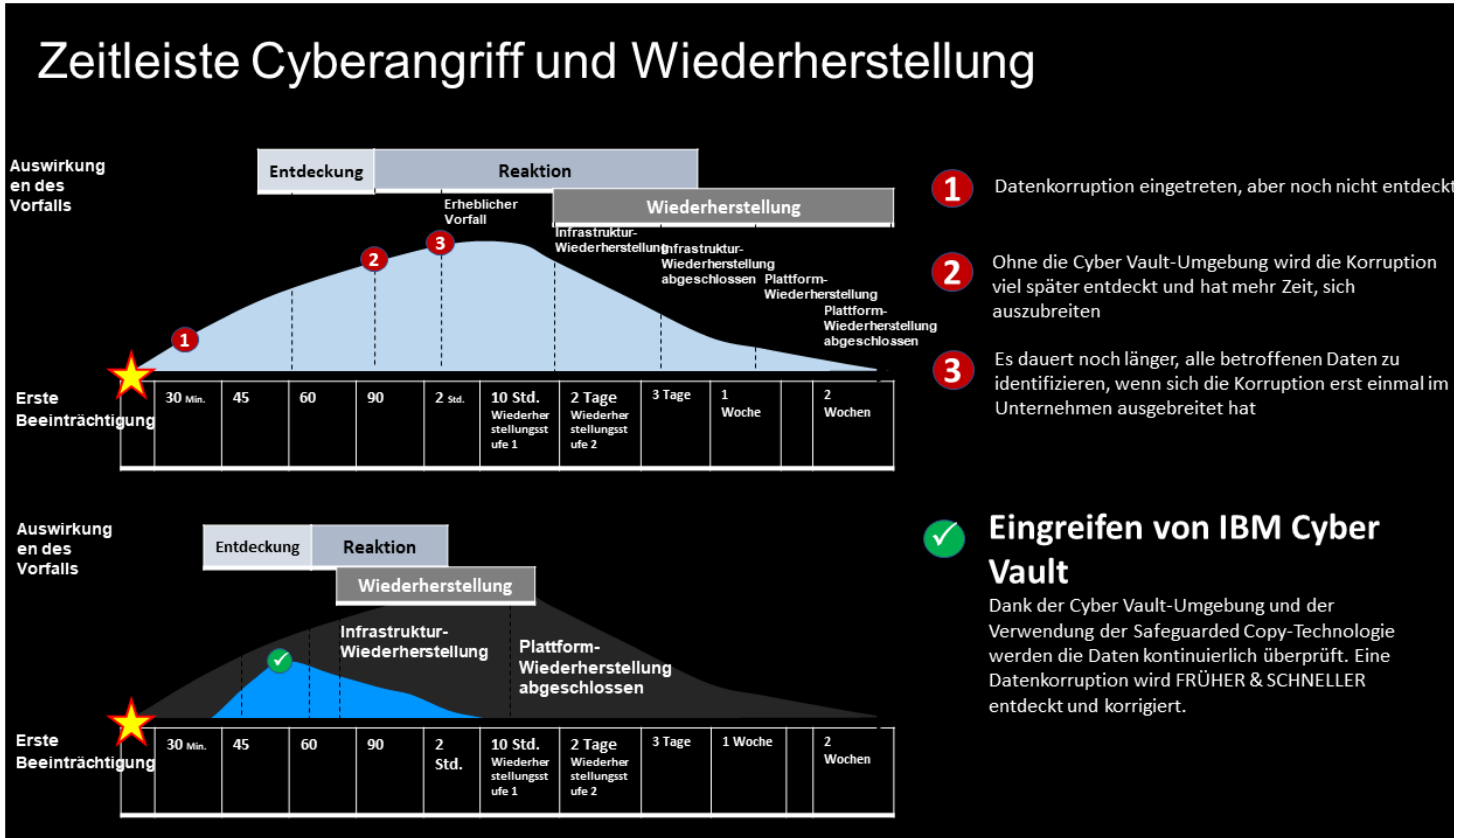 Zeitleiste Cyberangriff und Wiederherstellung
Auswirkung
en des
Vorfalls
Entdeckung
Reaktion
Wiederherstellung
Erheblicher
Vorfall
Infrastruktur-
Wiederherstellung
Infrastruktur-
Wiederherstellung
abgeschlossen
Plattform-
Wiederherstellung
Plattform-
Wiederherstellung
abgeschlossen
1
2
3
Erste
Beeinträchtigung
30 Min.
45
60
90
2 Std.
10 Std.
Wiederher
stellungsst
ufe 1
2 Tage
Wiederher
stellungsst
ufe 2
3 Tage
1
Woche
2
Wochen
1
Datenkorruption eingetreten, aber noch nicht entdeckt
2
Ohne die Cyber Vault-Umgebung wird die Korruption
viel später entdeckt und hat mehr Zeit, sich
auszubreiten
3
Es dauert noch länger, alle betroffenen Daten zu
identifizieren, wenn sich die Korruption erst einmal im
Unternehmen ausgebreitet hat
Auswirkung
en des
Vorfalls
Entdeckung
Reaktion
Wiederherstellung
Infrastruktur-
Wiederherstellung
Plattform-
Wiederherstellung
abgeschlossen
Erste
Beeinträchtigung
30 Min.
45
60
90
2
Std.
10 Std.
Wiederher
stellungsst
ufe 1
2 Tage
Wiederher
stellungsst
ufe 2
3 Tage
1 Woche
2
Wochen
Eingreifen von IBM Cyber
Vault
Dank der Cyber Vault-Umgebung und der
Verwendung der Safeguarded Copy-Technologie
werden die Daten kontinuierlich überprüft. Eine
Datenkorruption wird FRÜHER & SCHNELLER
entdeckt und korrigiert.